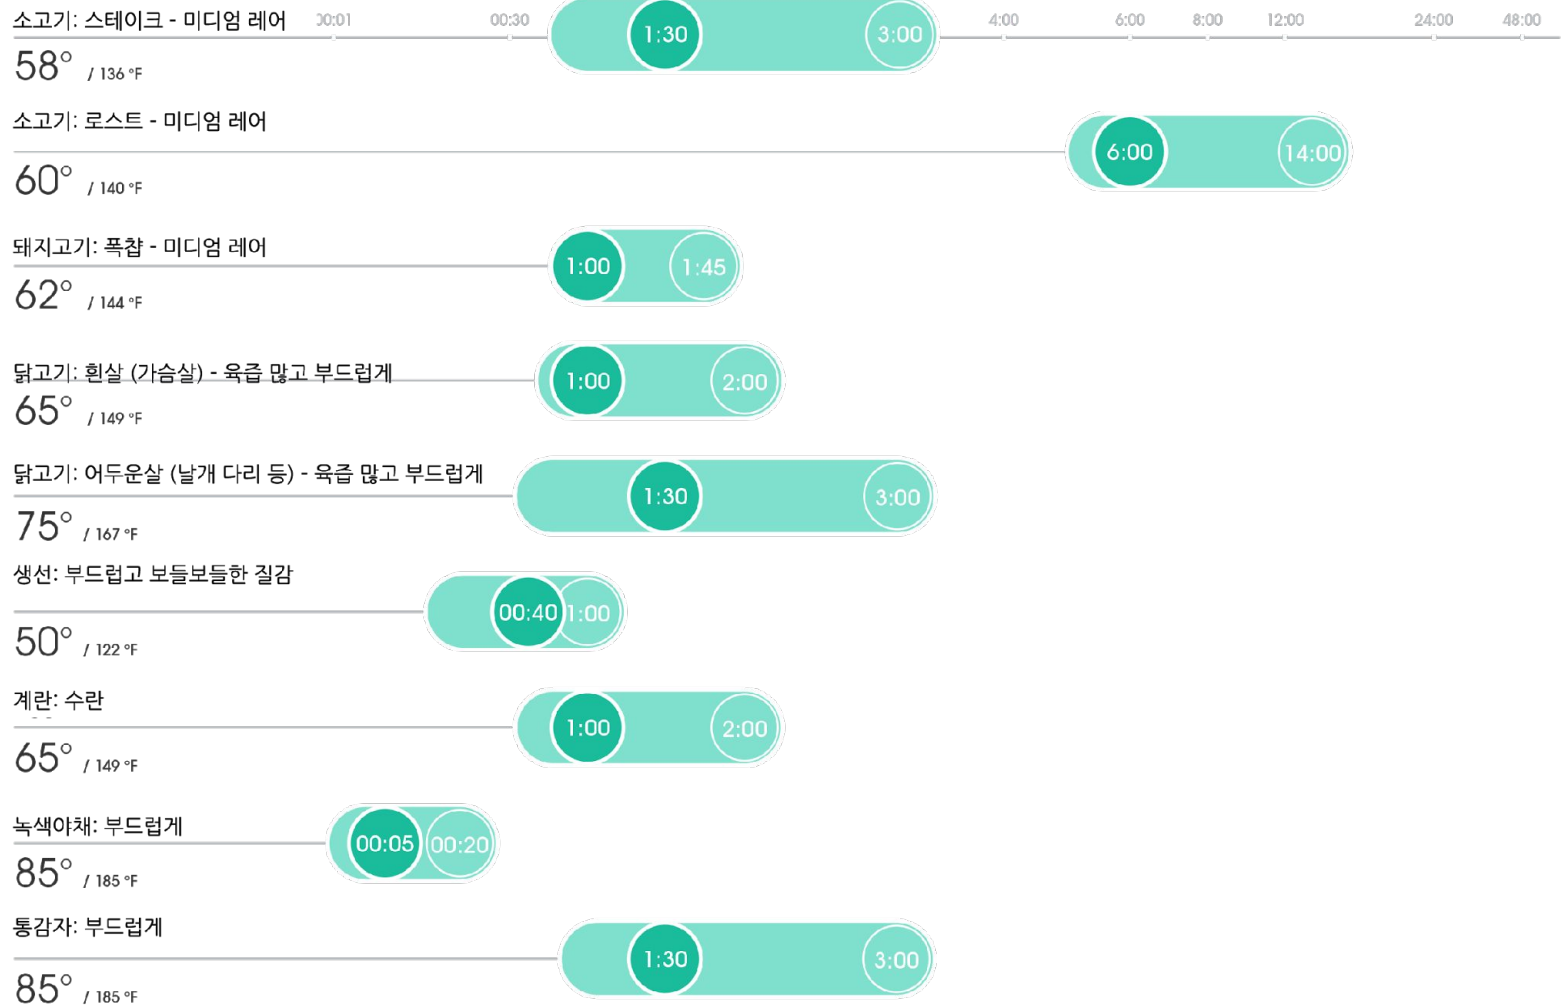 소고기: 스테이크 - 미디엄 레어 00:01 00:30 1:30 3:00 4:00 6:00 8:00 12:00 24:00 48:00
58° / 136 °F
소고기: 로스트 - 미디엄 레어
6:00 14:00
60° / 140 °F
돼지고기: 폭챱 - 미디엄 레어
1:00 1:45
62° / 144 °F
닭고기: 흰살 (가슴살) - 육즙 많고 부드럽게
1:00 2:00
65° / 149 °F
닭고기: 어두운살 (날개 다리 등) - 육즙 많고 부드럽게
1:30 3:00
75° / 167 °F
생선: 부드럽고 보들보들한 질감
00:40 1:00
50° / 122 °F
계란: 수란
1:00 2:00
65° / 149 °F
녹색야채: 부드럽게
00:05 00:20
85° / 185 °F
통감자: 부드럽게
1:30 3:00
85° / 185 °F